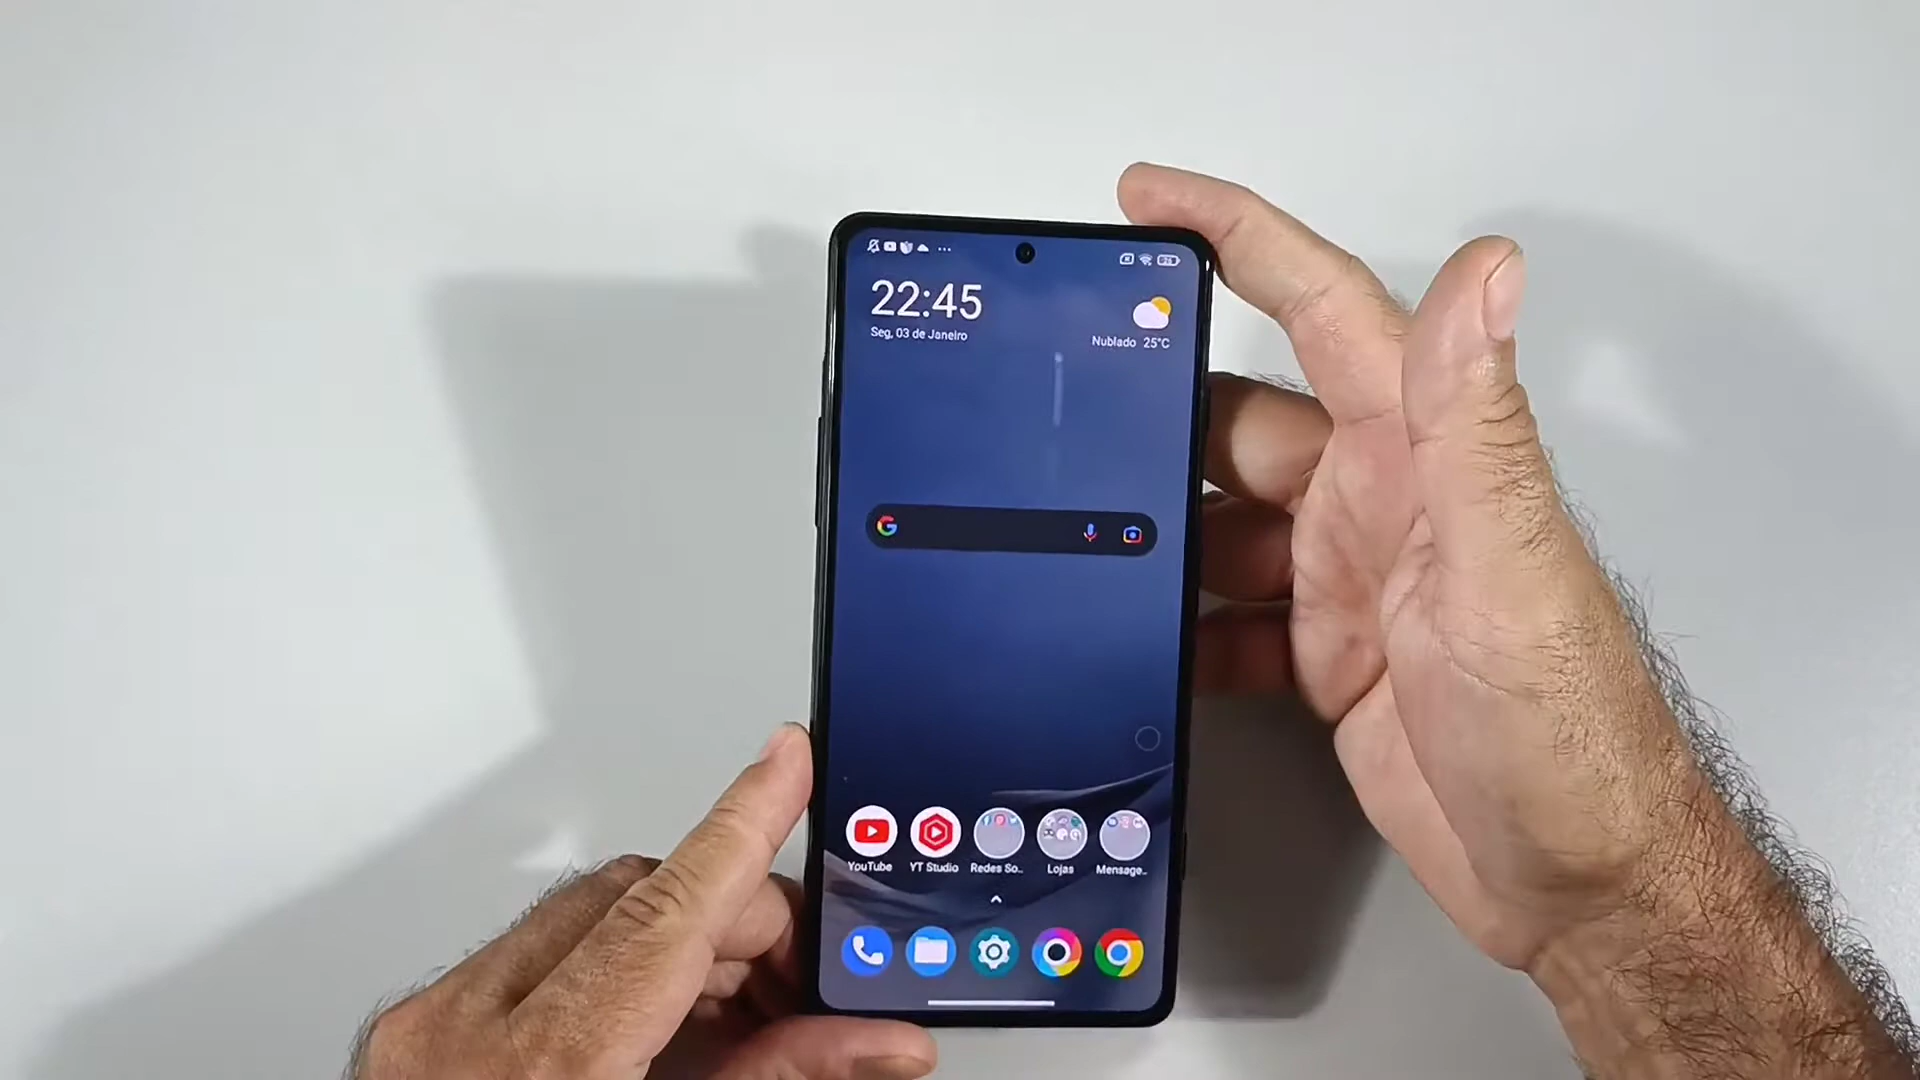 22:45
Seg, 03 de Janeiro
Nublado 25°C
G
YouTube
YT Studio
Redes So..
Lojas
Mensage..